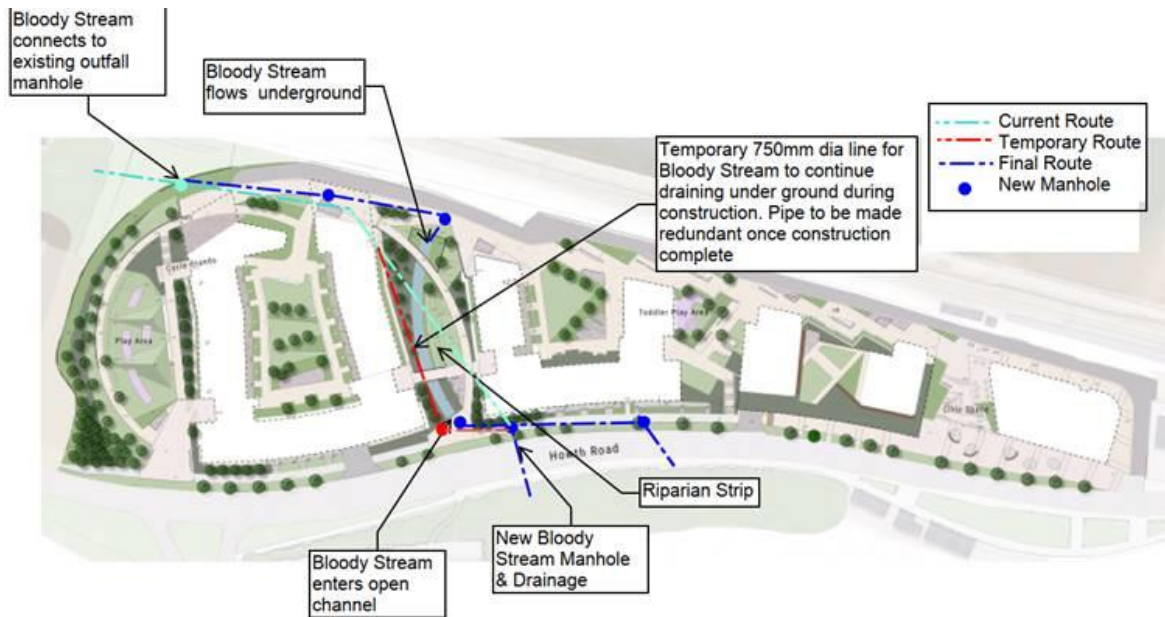 Bloody Stream
connects to
existing outfall
manhole
Bloody Stream
flows underground
Current Route
Temporary Route
Final Route
New Manhole
Temporary 750mm dia line for
Bloody Stream to continue
draining under ground during
construction. Pipe to be made
redundant once construction
complete
Play Area
Toddler Play Area
Civic Space
Howth Road
Riparian Strip
New Bloody
Stream Manhole
& Drainage
Bloody Stream
enters open
channel